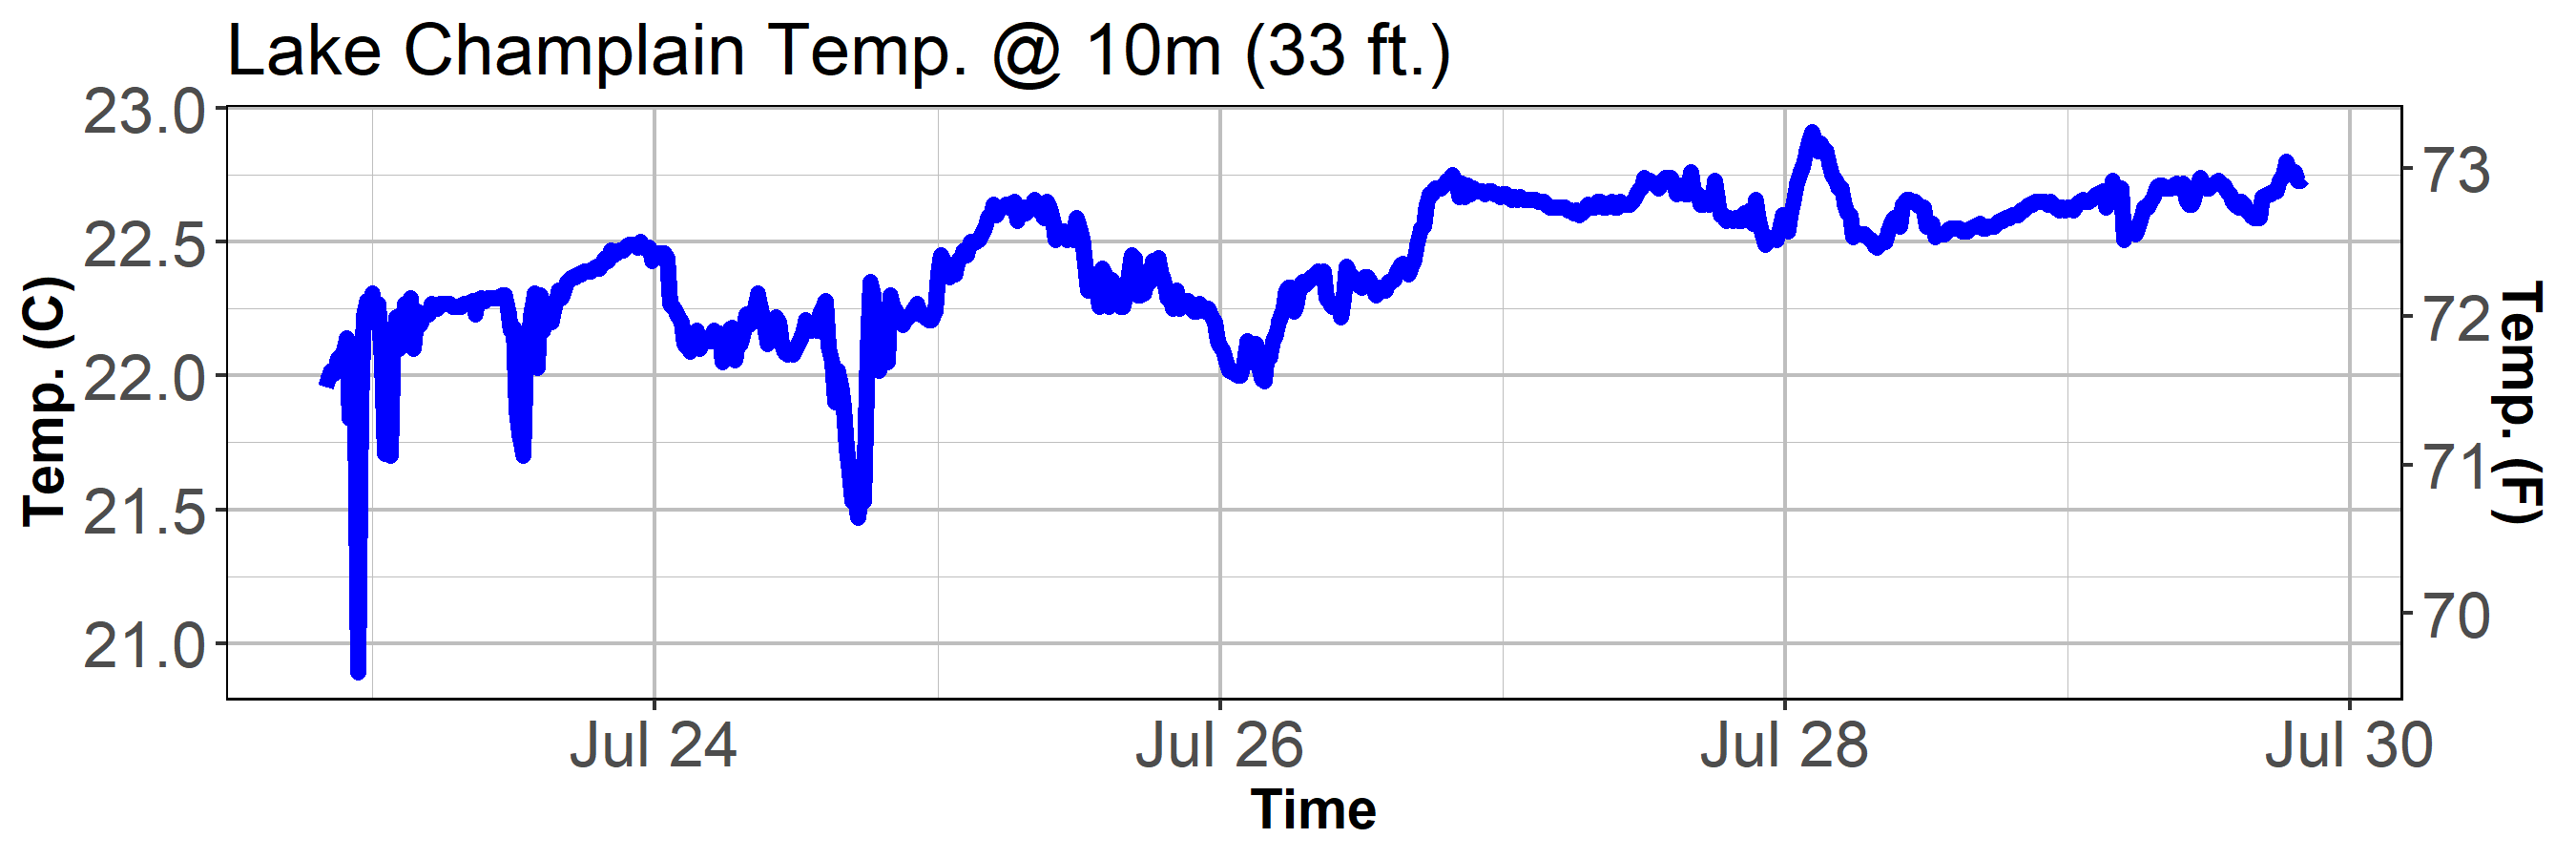 Lake Champlain Temp. @ 10m (33 ft.)
23.0
22.5
22.0
21.5
21.0
Temp. (C)
73
72
71
70
Temp. (F)
Jul 24 Jul 26 Jul 28 Jul 30
Time